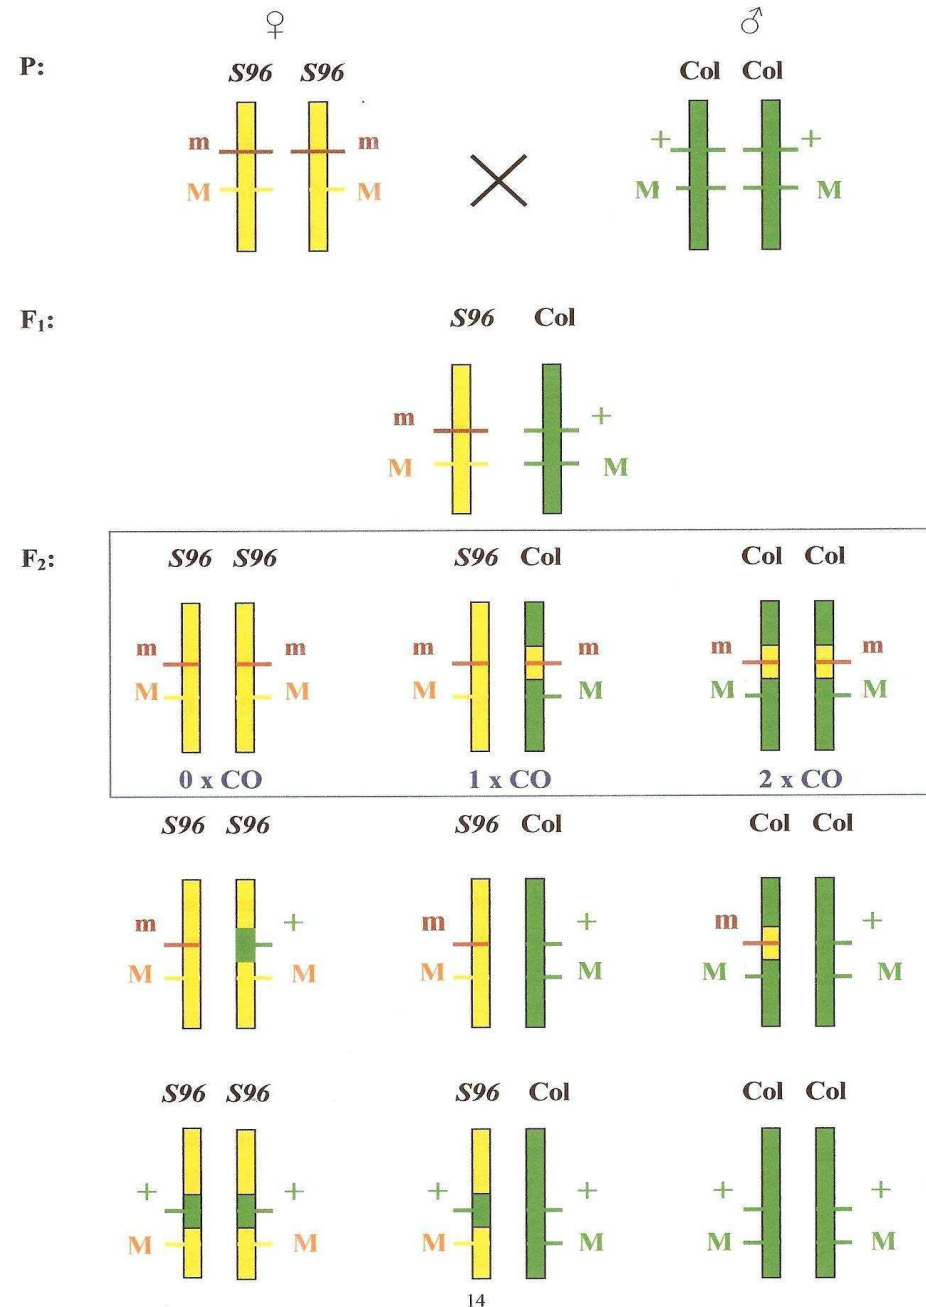 ♀ ♂
P: S96 S96 Col Col
m m + +
M M M M
F₁: S96 Col
m +
M M
F₂: S96 S96 S96 Col Col Col
m m m m m m
M M M M M M
0 x CO 1 x CO 2 x CO
S96 S96 S96 Col Col Col
m + m + m +
M M M M M M
S96 S96 S96 Col Col Col
+ + + + + +
M M M M M M
14